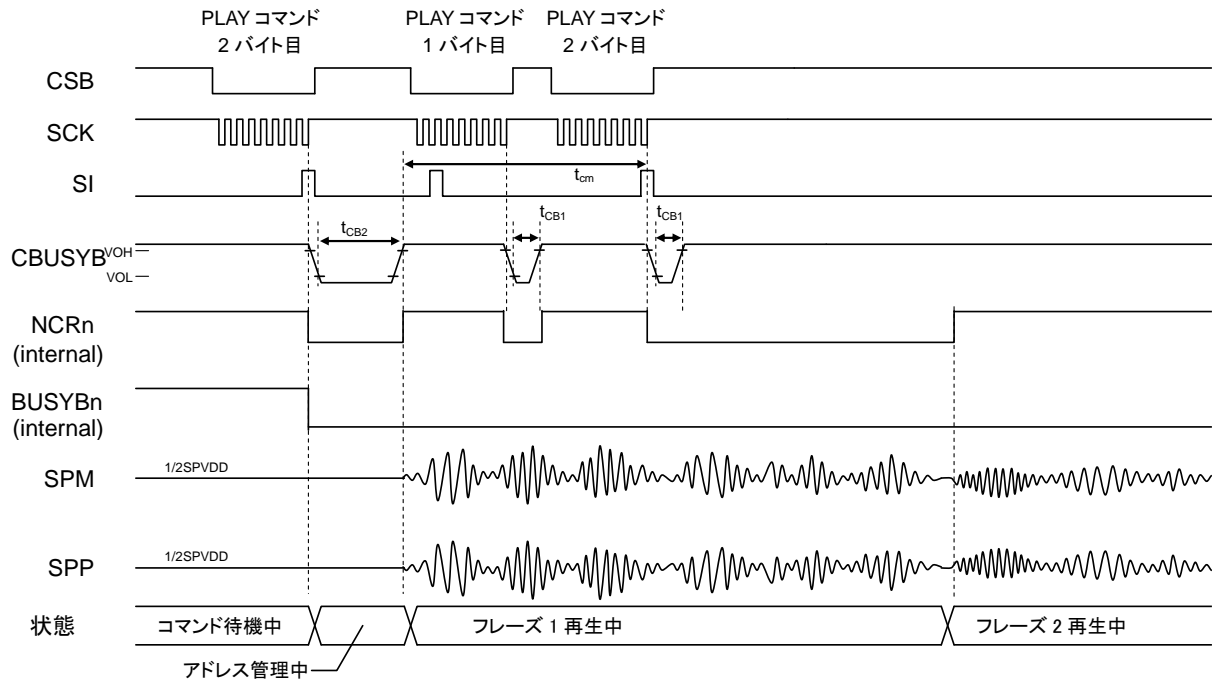 PLAY コマンド
2 バイト目
PLAY コマンド
1 バイト目
PLAY コマンド
2 バイト目
CSB
SCK
SI
tcm
tCB2
tCB1
tCB1
CBUSYB
VOH
VOL
NCRn
(internal)
BUSYBn
(internal)
SPM
1/2SPVDD
SPP
1/2SPVDD
状態
コマンド待機中
フレーズ 1 再生中
フレーズ 2 再生中
アドレス管理中